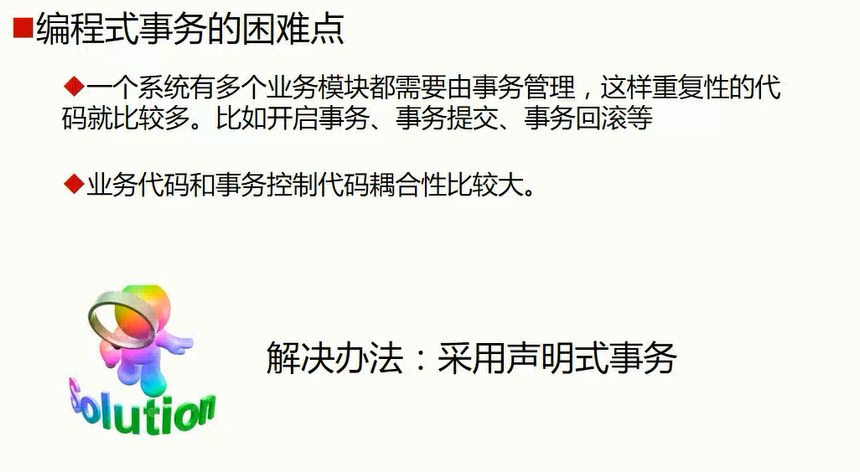 编程式事务的困难点
一个系统有多个业务模块都需要由事务管理，这样重复性的代
码就比较多。比如开启事务、事务提交、事务回滚等
业务代码和事务控制代码耦合性比较大。
解决办法：采用声明式事务
Solution